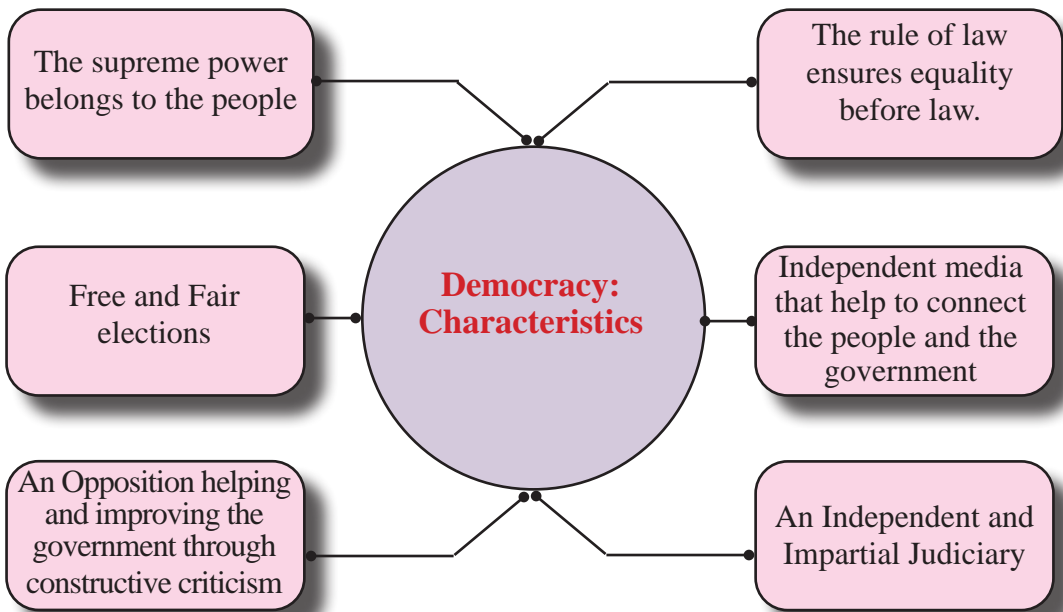 The supreme power
belongs to the people
The rule of law
ensures equality
before law.
Free and Fair
elections
Democracy:
Characteristics
Independent media
that help to connect
the people and the
government
An Opposition helping
and improving the
government through
constructive criticism
An Independent and
Impartial Judiciary